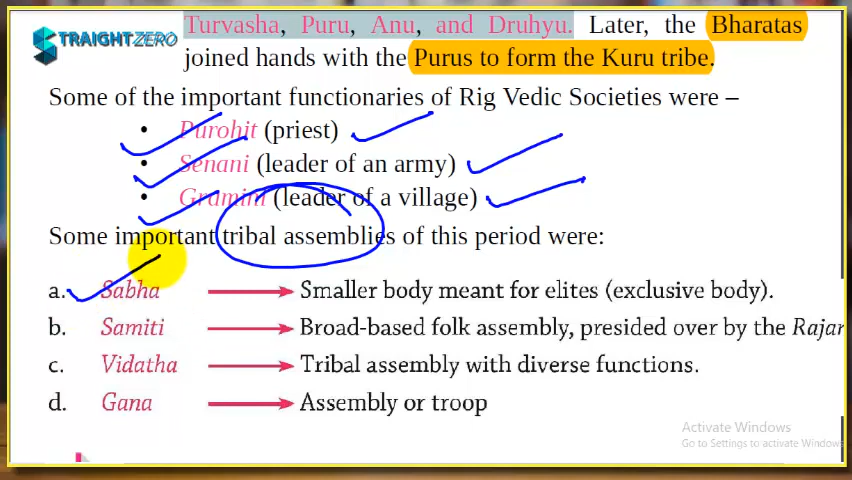 STRAIGHTZERO
Turvasha, Puru, Anu, and Druhyu. Later, the Bharatas
joined hands with the Purus to form the Kuru tribe.
Some of the important functionaries of Rig Vedic Societies were –
• Purohit (priest)
• Senani (leader of an army)
• Gramini (leader of a village)
Some important tribal assemblies of this period were:
a. Sabha Smaller body meant for elites (exclusive body).
b. Samiti Broad-based folk assembly, presided over by the Rajan
c. Vidatha Tribal assembly with diverse functions.
d. Gana Assembly or troop
Activate Windows
Go to Settings to activate Windows